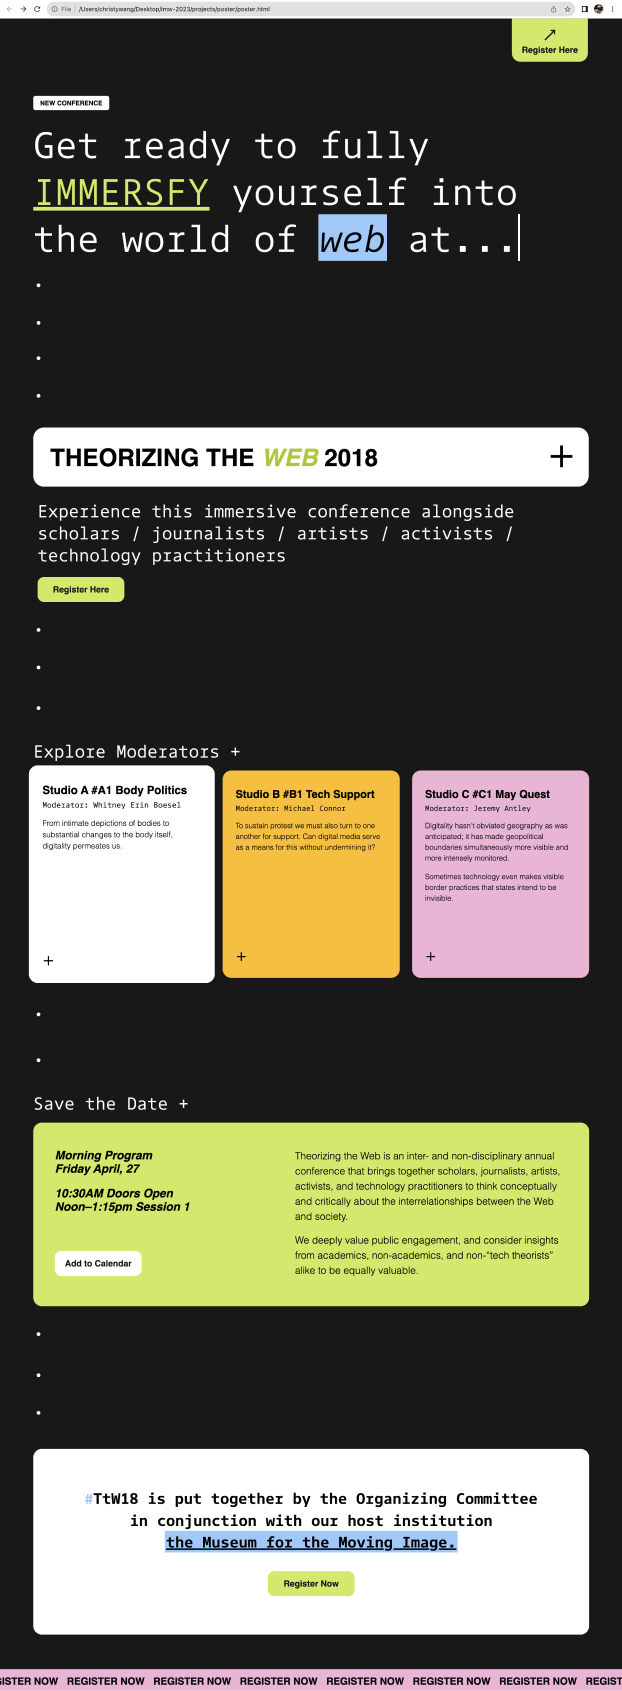 File
/Users/christywang/Desktop/imw-2023/projects/poster/poster.html
Register Here
NEW CONFERENCE
Get ready to fully
IMMERSFY yourself into
the world of web at...
THEORIZING THE WEB 2018
Experience this immersive conference alongside
scholars / journalists / artists / activists /
technology practitioners
Register Here
Explore Moderators +
Studio A #A1 Body Politics
Moderator: Whitney Erin Boesel
From intimate depictions of bodies to
substantial changes to the body itself,
digitality permeates us.
+
Studio B #B1 Tech Support
Moderator: Michael Connor
To sustain protest we must also turn to one
another for support. Can digital media serve
as a means for this without undermining it?
+
Studio C #C1 May Quest
Moderator: Jeremy Antley
Digitality hasn't obviated geography as was
anticipated; it has made geopolitical
boundaries simultaneously more visible and
more intensely monitored.
Sometimes technology even makes visible
border practices that states intend to be
invisible.
+
Save the Date +
Morning Program
Friday April, 27
10:30AM Doors Open
Noon–1:15pm Session 1
Add to Calendar
Theorizing the Web is an inter- and non-disciplinary annual
conference that brings together scholars, journalists, artists,
activists, and technology practitioners to think conceptually
and critically about the interrelationships between the Web
and society.
We deeply value public engagement, and consider insights
from academics, non-academics, and non-“tech theorists”
alike to be equally valuable.
#TtW18 is put together by the Organizing Committee
in conjunction with our host institution
the Museum for the Moving Image.
Register Now
GISTER NOW REGISTER NOW REGISTER NOW REGISTER NOW REGISTER NOW REGISTER NOW REGISTER NOW REGIST